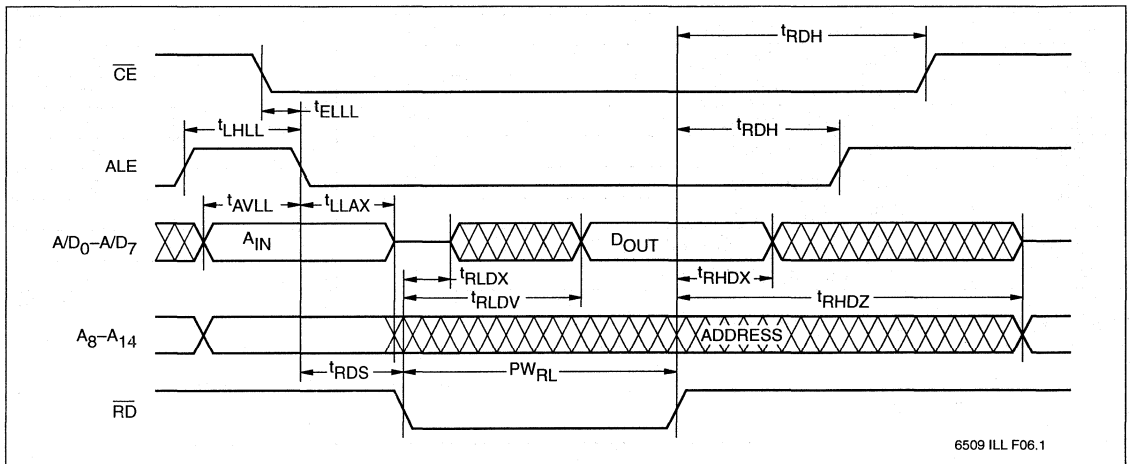 tRDH
CE
tELLL
tLHLL
tRDH
ALE
tAVLL
tLLAX
A/D0–A/D7
AIN
DOUT
tRLDX
tRHDX
tRLDV
tRHDZ
A8–A14
ADDRESS
tRDS
PWRL
RD
6509 ILL F06.1